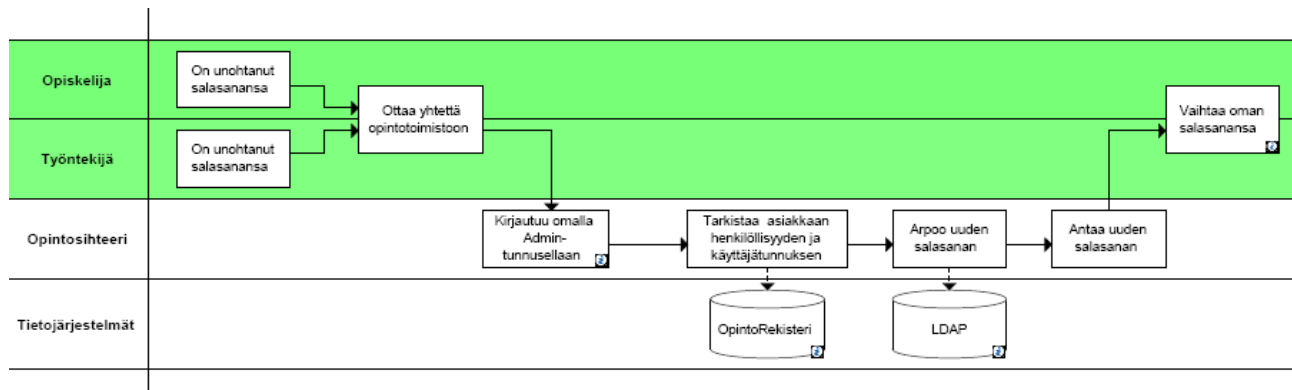 Opiskelija
On unohtanut
salasanansa
Ottaa yhtettä
opintotoimistoon
Vaihtaa oman
salasanansa
Työntekijä
On unohtanut
salasanansa
Opintosihteeri
Kirjautuu omalla
Admin-
tunnusellaan
Tarkistaa asiakkaan
henkilöllisyyden ja
käyttäjätunnuksen
Arpoo uuden
salasanan
Antaa uuden
salasanan
Tietojärjestelmät
OpintoRekisteri
LDAP